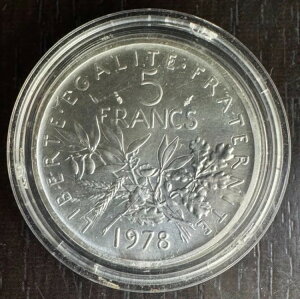 LIBERTE · EGALITE · FRATERNITE
5
FRANCS
1978